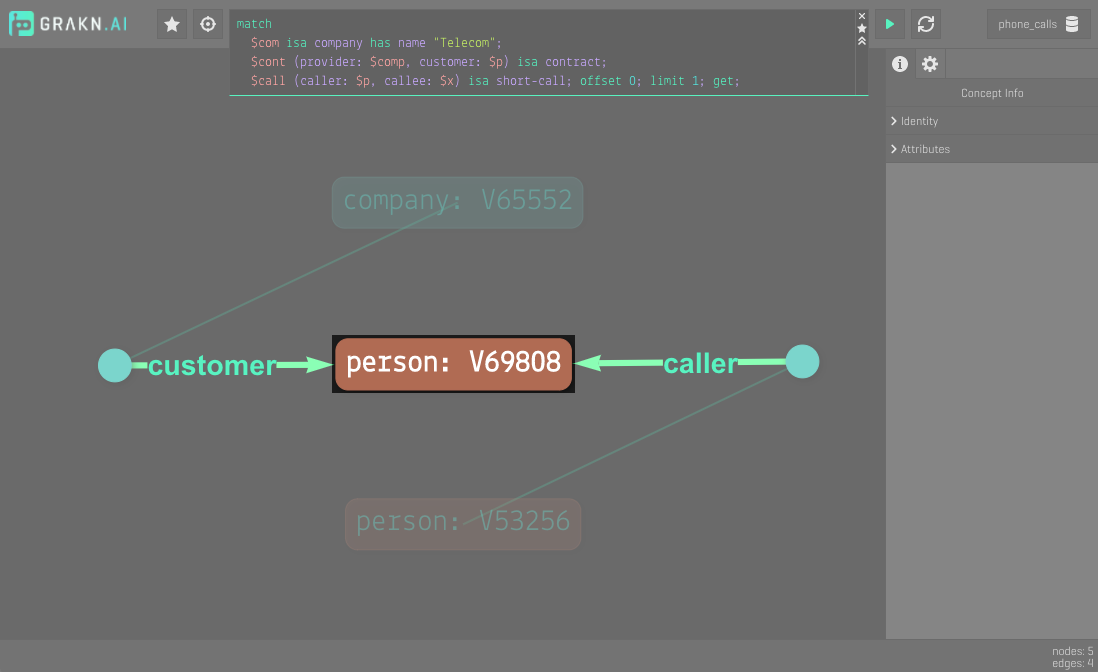 GRAKN.AI
match
$com isa company has name "Telecom";
$cont (provider: $comp, customer: $p) isa contract;
$call (caller: $p, callee: $x) isa short-call; offset 0; limit 1; get;
phone_calls
Concept Info
Identity
Attributes
company: V65552
customer
person: V69808
caller
person: V53256
nodes: 5
edges: 4